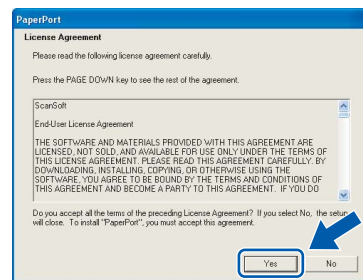 PaperPort
License Agreement
Please read the following license agreement carefully.
Press the PAGE DOWN key to see the rest of the agreement.
ScanSoft
End-User License Agreement
THE SOFTWARE AND MATERIALS PROVIDED WITH THIS AGREEMENT ARE
LICENSED, NOT SOLD, AND AVAILABLE FOR USE ONLY UNDER THE TERMS OF
THIS LICENSE AGREEMENT. PLEASE READ THIS AGREEMENT CAREFULLY. BY
DOWNLOADING, INSTALLING, COPYING, OR OTHERWISE USING THE
SOFTWARE, YOU AGREE TO BE BOUND BY THE TERMS AND CONDITIONS OF
THIS AGREEMENT AND BECOME A PARTY TO THIS AGREEMENT. IF YOU DO
Do you accept all the terms of the preceding License Agreement? If you select No, the setup
will close. To install "PaperPort", you must accept this agreement.
Yes
No